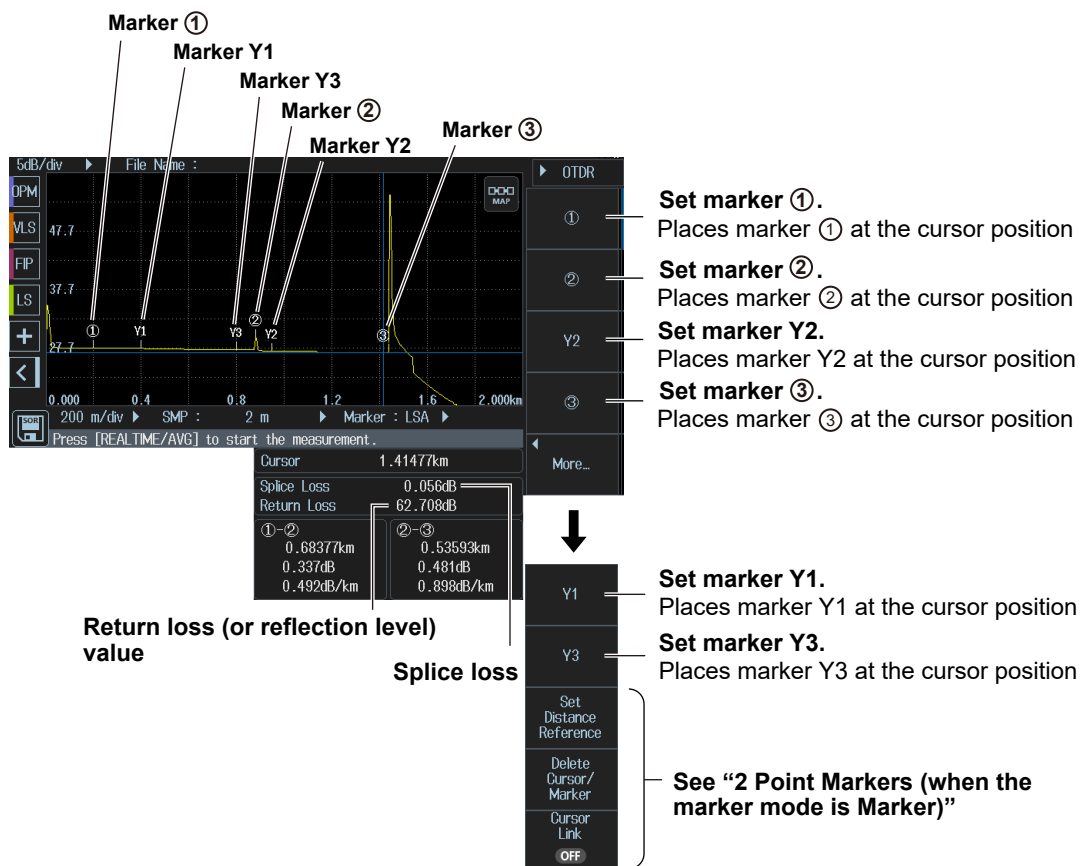 Marker ①
Marker Y1
Marker Y3
Marker ②
Marker Y2
Marker ③
5dB/div ▶ File Name :
▶ OTDR
OPM
VLS
FIP
LS
+
<
MAP
47.7
37.7
27.7
①
Y1
Y3
②
Y2
③
0.000 0.4 0.8 1.2 1.6 2.000km
SOR
200 m/div ▶ SMP : 2 m ▶ Marker : LSA ▶
Press [REALTIME/AVG] to start the measurement.
①
②
Y2
③
More...
Set marker ①.
Places marker ① at the cursor position
Set marker ②.
Places marker ② at the cursor position
Set marker Y2.
Places marker Y2 at the cursor position
Set marker ③.
Places marker ③ at the cursor position
Cursor 1.41477km
Splice Loss 0.056dB
Return Loss 62.708dB
①-②
0.68377km
0.337dB
0.492dB/km
②-③
0.53593km
0.481dB
0.898dB/km
Return loss (or reflection level)
value
Splice loss
Y1
Y3
Set
Distance
Reference
Delete
Cursor/
Marker
Cursor
Link
OFF
Set marker Y1.
Places marker Y1 at the cursor position
Set marker Y3.
Places marker Y3 at the cursor position
See “2 Point Markers (when the
marker mode is Marker)”